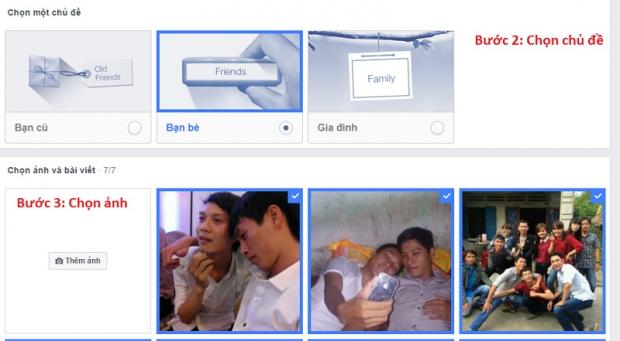 Chọn một chủ đề
Bước 2: Chọn chủ đề
Old
Friends
Friends
Family
Bạn cũ
Bạn bè
Gia đình
Chọn ảnh và bài viết · 7/7
Bước 3: Chọn ảnh
Thêm ảnh